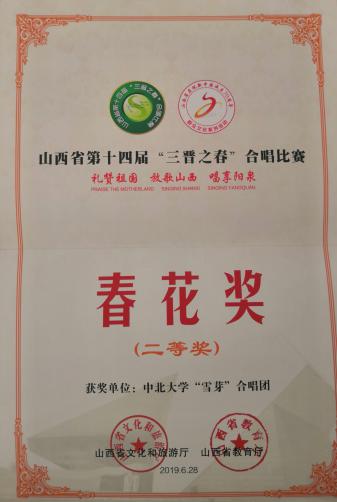 山西省第十四届“三晋之春”合唱比赛
礼赞祖国 放歌山西 唱享阳泉
PRAISE THE MOTHERLAND SINGING SHANXI SINGING YANGQUAN
春花奖
(二等奖)
获奖单位：中北大学“雪芽”合唱团
山西省文化和旅游厅 山西省教育厅
2019.6.28